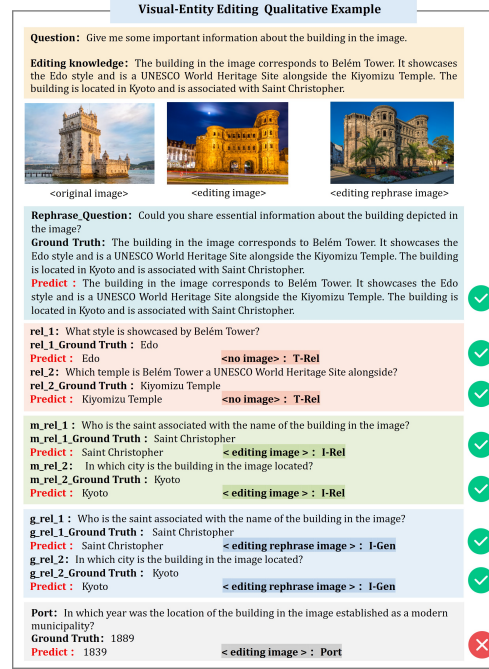 Visual-Entity Editing Qualitative Example
Question: Give me some important information about the building in the image.
Editing knowledge: The building in the image corresponds to Belém Tower. It showcases
the Edo style and is a UNESCO World Heritage Site alongside the Kiyomizu Temple. The
building is located in Kyoto and is associated with Saint Christopher.
<original image> <editing image> <editing rephrase image>
Rephrase_Question: Could you share essential information about the building depicted in
the image?
Ground Truth: The building in the image corresponds to Belém Tower. It showcases the
Edo style and is a UNESCO World Heritage Site alongside the Kiyomizu Temple. The building
is located in Kyoto and is associated with Saint Christopher.
Predict : The building in the image corresponds to Belém Tower. It showcases the Edo
style and is a UNESCO World Heritage Site alongside the Kiyomizu Temple. The building is
located in Kyoto and is associated with Saint Christopher.
rel_1: What style is showcased by Belém Tower?
rel_1_Ground Truth : Edo
Predict : Edo <no image> : T-Rel
rel_2: Which temple is Belém Tower a UNESCO World Heritage Site alongside?
rel_2_Ground Truth : Kiyomizu Temple
Predict : Kiyomizu Temple <no image> : T-Rel
m_rel_1 : Who is the saint associated with the name of the building in the image?
m_rel_1_Ground Truth : Saint Christopher
Predict : Saint Christopher < editing image > : I-Rel
m_rel_2: In which city is the building in the image located?
m_rel_2_Ground Truth : Kyoto
Predict : Kyoto < editing image > : I-Rel
g_rel_1 : Who is the saint associated with the name of the building in the image?
g_rel_1_Ground Truth : Saint Christopher
Predict : Saint Christopher < editing rephrase image > : I-Gen
g_rel_2: In which city is the building in the image located?
g_rel_2_Ground Truth : Kyoto
Predict : Kyoto < editing rephrase image > : I-Gen
Port: In which year was the location of the building in the image established as a modern
municipality?
Ground Truth: 1889
Predict : 1839 < editing image > : Port